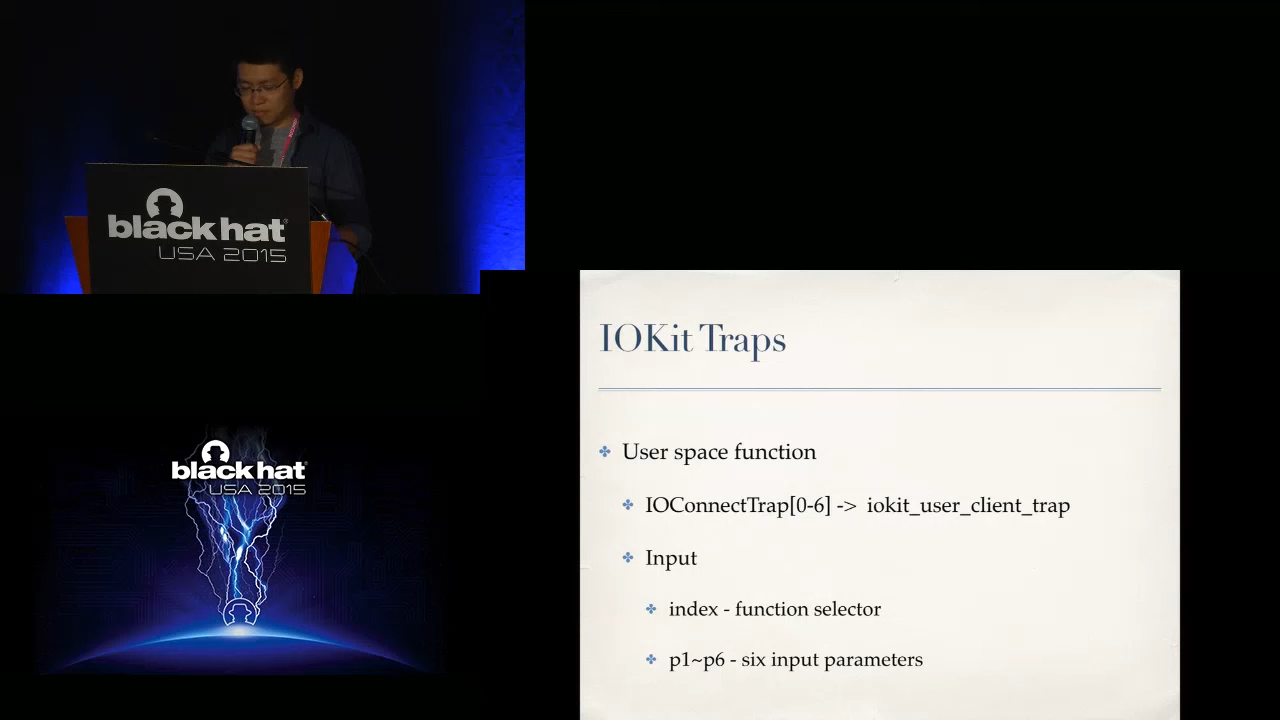 black hat
USA 2015
black hat
USA 2015
IOKit Traps
User space function
IOConnectTrap[0-6] -> iokit_user_client_trap
Input
index - function selector
p1~p6 - six input parameters